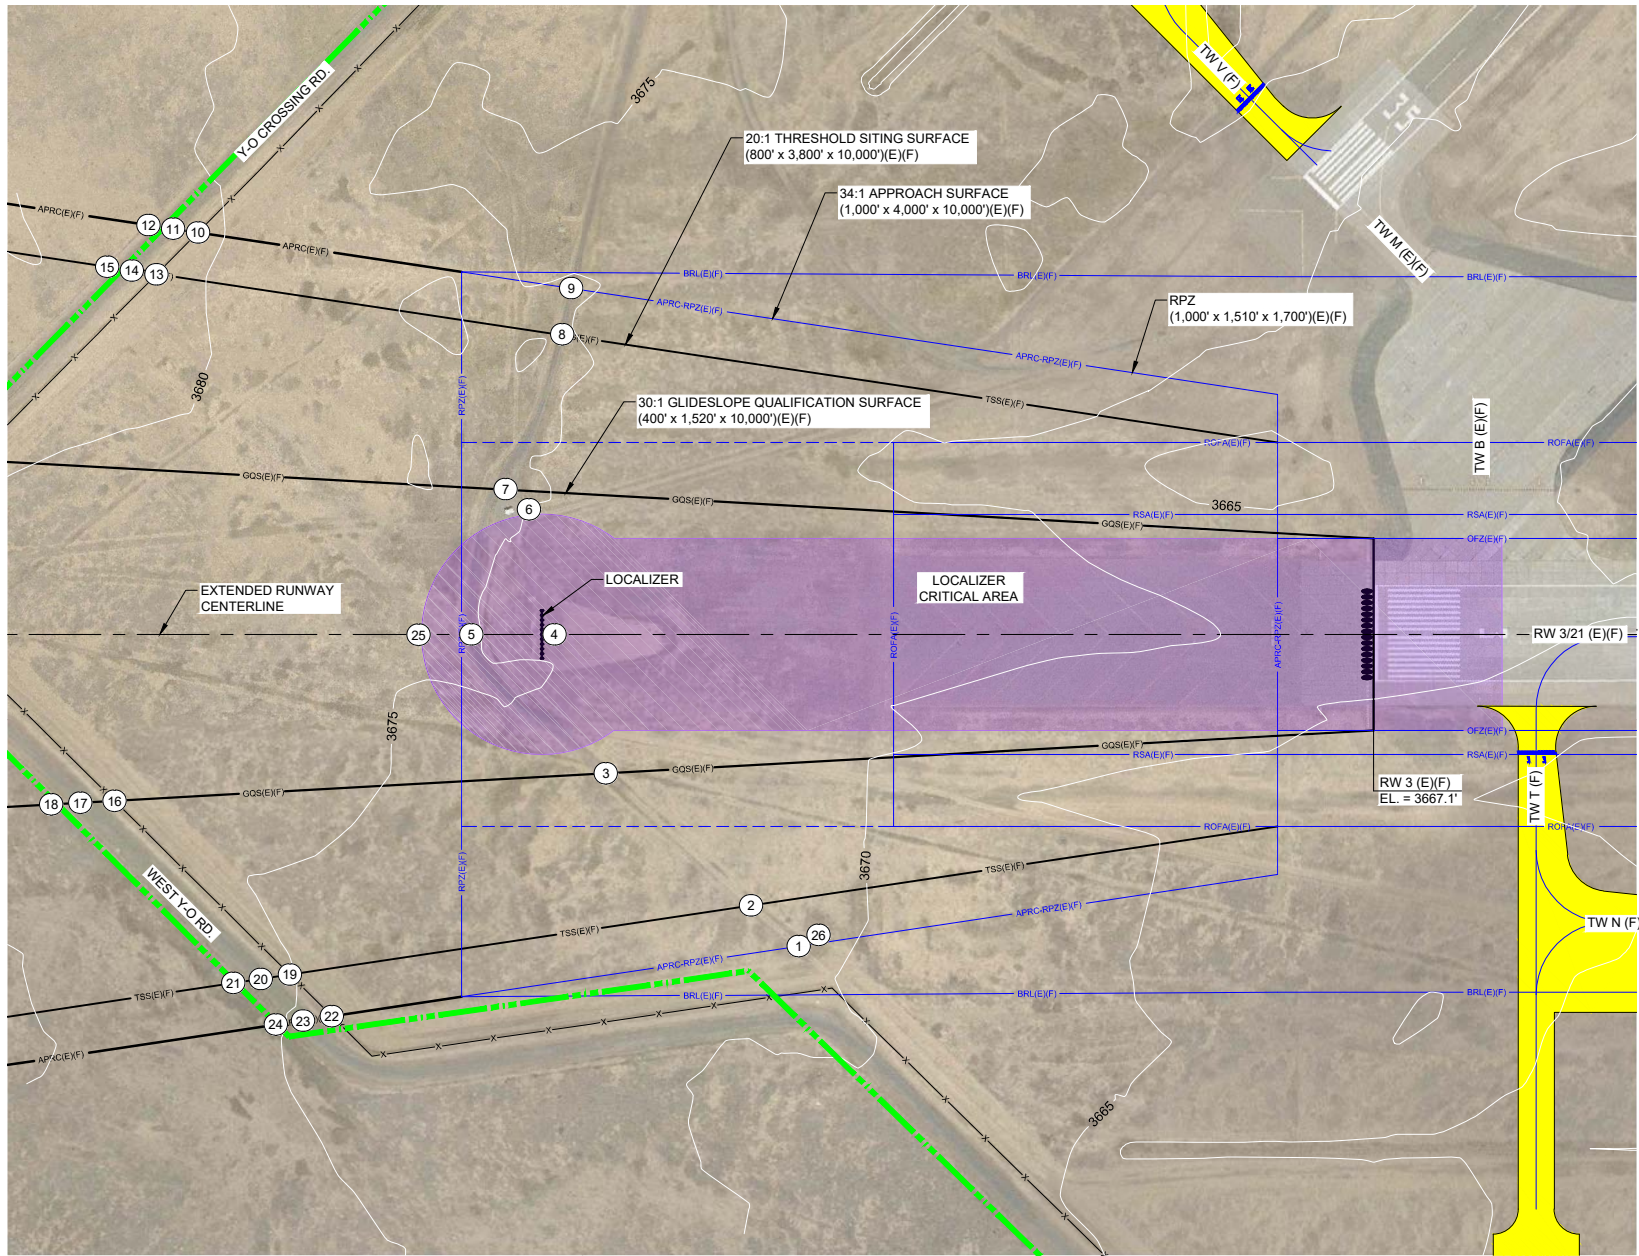 Y-O CROSSING RD.
3675
TW V (F)
20:1 THRESHOLD SITING SURFACE
(800' x 3,800' x 10,000')(E)(F)
34:1 APPROACH SURFACE
(1,000' x 4,000' x 10,000')(E)(F)
TW M (E)(F)
APRC(E)(F)
12
11
10
APRC(E)(F)
15
14
13
BRL(E)(F)
BRL(E)(F)
BRL(E)(F)
9
APRC-RPZ(E)(F)
RPZ
(1,000' x 1,510' x 1,700')(E)(F)
8
(E)(F)
APRC-RPZ(E)(F)
3680
RPZ(E)(F)
30:1 GLIDESLOPE QUALIFICATION SURFACE
(400' x 1,520' x 10,000')(E)(F)
TSS(E)(F)
TW B (E)(F)
ROFA(E)(F)
ROFA(E)(F)
GQS(E)(F)
7
GQS(E)(F)
6
3665
RSA(E)(F)
RSA(E)(F)
GQS(E)(F)
OFZ(E)(F)
EXTENDED RUNWAY
CENTERLINE
LOCALIZER
LOCALIZER
CRITICAL AREA
25
5
4
ROFA(E)(F)
APRC-RPZ(E)(F)
RW 3/21 (E)(F)
3675
GQS(E)(F)
OFZ(E)(F)
RSA(E)(F)
RSA(E)(F)
3
GQS(E)(F)
18
17
16
RW 3 (E)(F)
EL. = 3667.1'
TW T (F)
ROFA(E)(F)
ROFA(E)(F)
3670
RPZ(E)(F)
TSS(E)(F)
WEST Y-O RD.
2
APRC-RPZ(E)(F)
TW N (F)
TSS(E)(F)
26
1
APRC-RPZ(E)(F)
21
20
19
TSS(E)(F)
BRL(E)(F)
BRL(E)(F)
BRL(E)(F)
24
23
22
APRC(E)(F)
3665